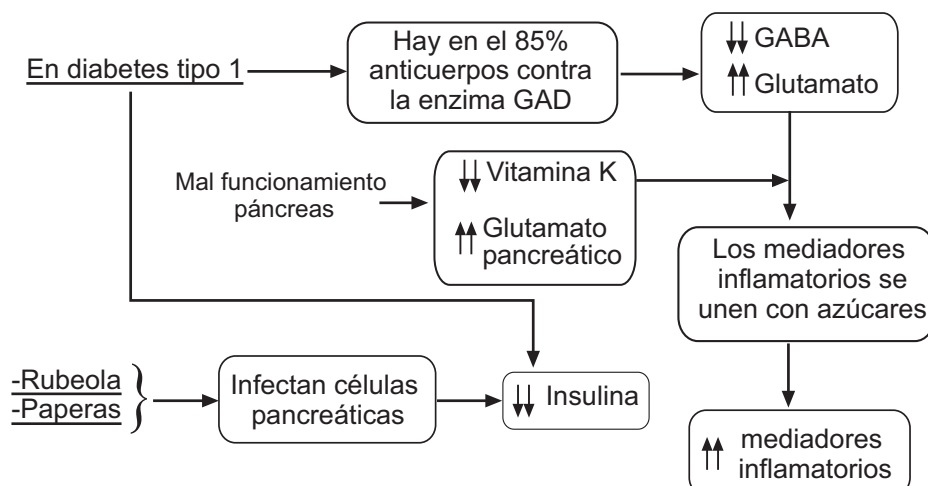 En diabetes tipo 1
Hay en el 85%
anticuerpos contra
la enzima GAD
↓↓ GABA
↑↑ Glutamato
Mal funcionamiento
páncreas
↓↓ Vitamina K
↑↑ Glutamato
pancreático
Los mediadores
inflamatorios se
unen con azúcares
-Rubeola
-Paperas
Infectan células
pancreáticas
↓↓ Insulina
↑↑ mediadores
inflamatorios